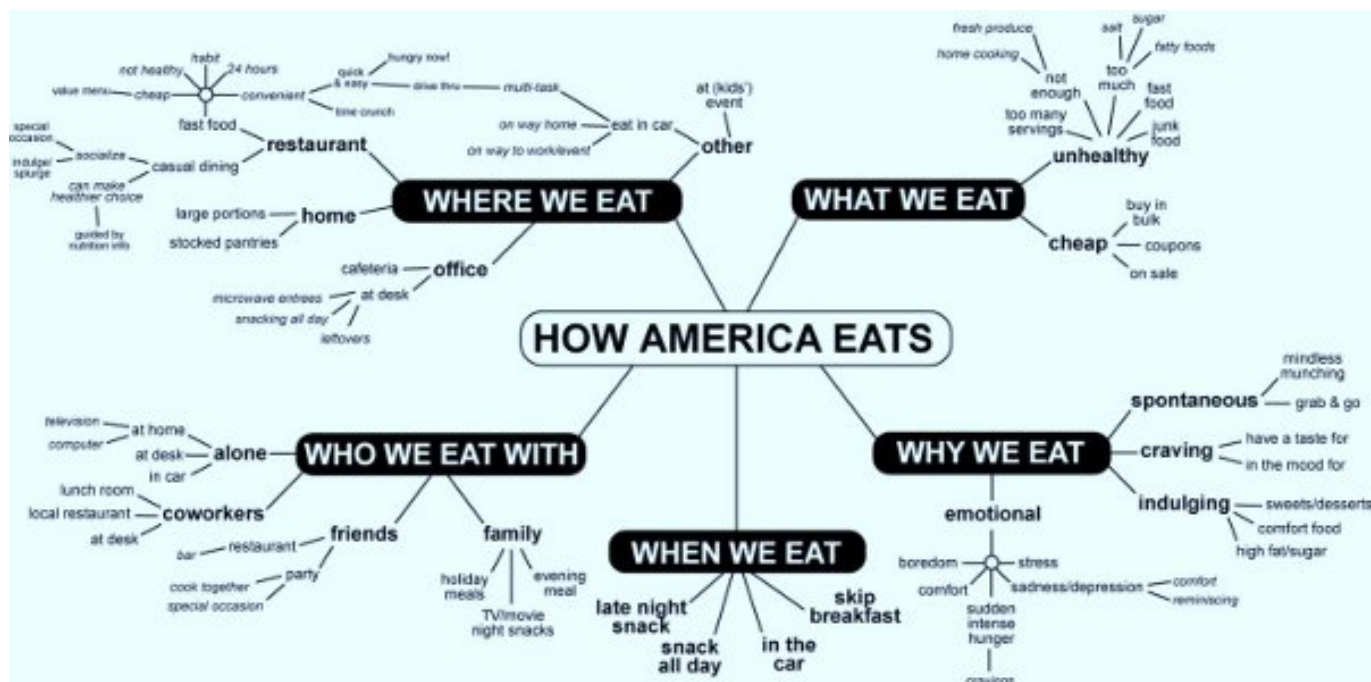 HOW AMERICA EATS
WHERE WE EAT
restaurant
fast food
cheap
value menu
not healthy
habit
24 hours
convenient
quick
& easy
hungry now!
drive thru
multi-task
time crunch
casual dining
socialize
special
occasion
indulge/
splurge
can make
healthier choice
guided by
nutrition info
home
large portions
stocked pantries
office
cafeteria
at desk
microwave entrees
snacking all day
leftovers
other
at (kids')
event
eat in car
on way home
on way to work/event
WHAT WE EAT
unhealthy
too many
servings
not
enough
fresh produce
home cooking
too
much
salt
sugar
fatty foods
fast
food
junk
food
cheap
buy in
bulk
coupons
on sale
WHO WE EAT WITH
alone
at home
television
computer
at desk
in car
coworkers
lunch room
local restaurant
at desk
friends
restaurant
bar
party
cook together
special occasion
family
holiday
meals
TV/movie
night snacks
evening
meal
WHEN WE EAT
late night
snack
snack
all day
in the
car
skip
breakfast
WHY WE EAT
spontaneous
mindless
munching
grab & go
craving
have a taste for
in the mood for
indulging
sweets/desserts
comfort food
high fat/sugar
emotional
boredom
stress
comfort
sadness/depression
comfort
reminiscing
sudden
intense
hunger
cravings